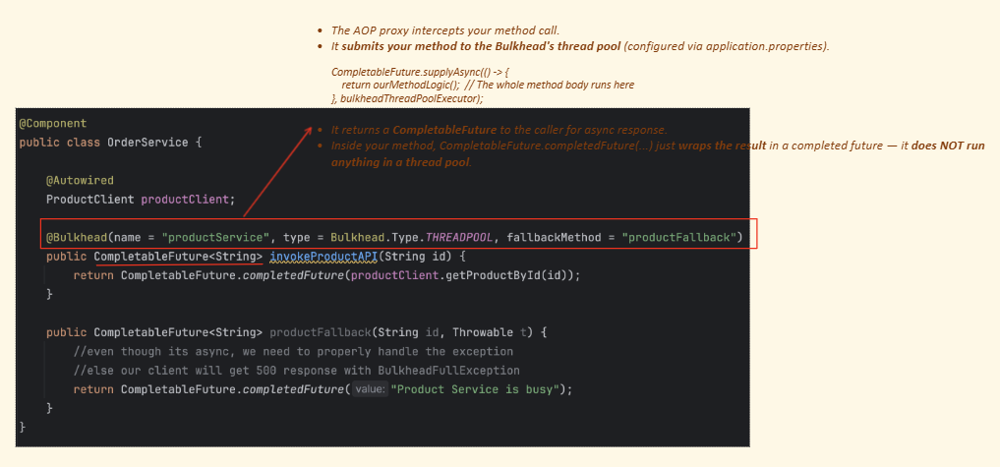 • The AOP proxy intercepts your method call.
• It submits your method to the Bulkhead's thread pool (configured via application.properties).
CompletableFuture.supplyAsync(() -> {
return ourMethodLogic(); // The whole method body runs here
}, bulkheadThreadPoolExecutor);
• It returns a CompletableFuture to the caller for async response.
• Inside your method, CompletableFuture.completedFuture(...) just wraps the result in a completed future — it does NOT run
anything in a thread pool.
@Component
public class OrderService {
@Autowired
ProductClient productClient;
@Bulkhead(name = "productService", type = Bulkhead.Type.THREADPOOL, fallbackMethod = "productFallback")
public CompletableFuture<String> invokeProductAPI(String id) {
return CompletableFuture.completedFuture(productClient.getProductById(id));
}
public CompletableFuture<String> productFallback(String id, Throwable t) {
//even though its async, we need to properly handle the exception
//else our client will get 500 response with BulkheadFullException
return CompletableFuture.completedFuture( value: "Product Service is busy");
}
}